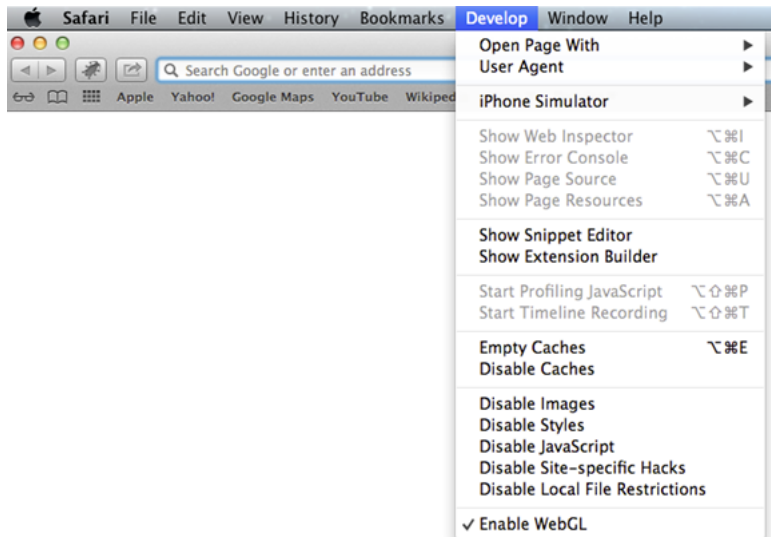 Safari File Edit View History Bookmarks Develop Window Help
Search Google or enter an address
Apple Yahoo! Google Maps YouTube Wikiped
Open Page With ▶
User Agent ▶
iPhone Simulator ▶
Show Web Inspector ⌥⌘I
Show Error Console ⌥⌘C
Show Page Source ⌥⌘U
Show Page Resources ⌥⌘A
Show Snippet Editor
Show Extension Builder
Start Profiling JavaScript ⌥⇧⌘P
Start Timeline Recording ⌥⇧⌘T
Empty Caches ⌥⌘E
Disable Caches
Disable Images
Disable Styles
Disable JavaScript
Disable Site-specific Hacks
Disable Local File Restrictions
✓ Enable WebGL